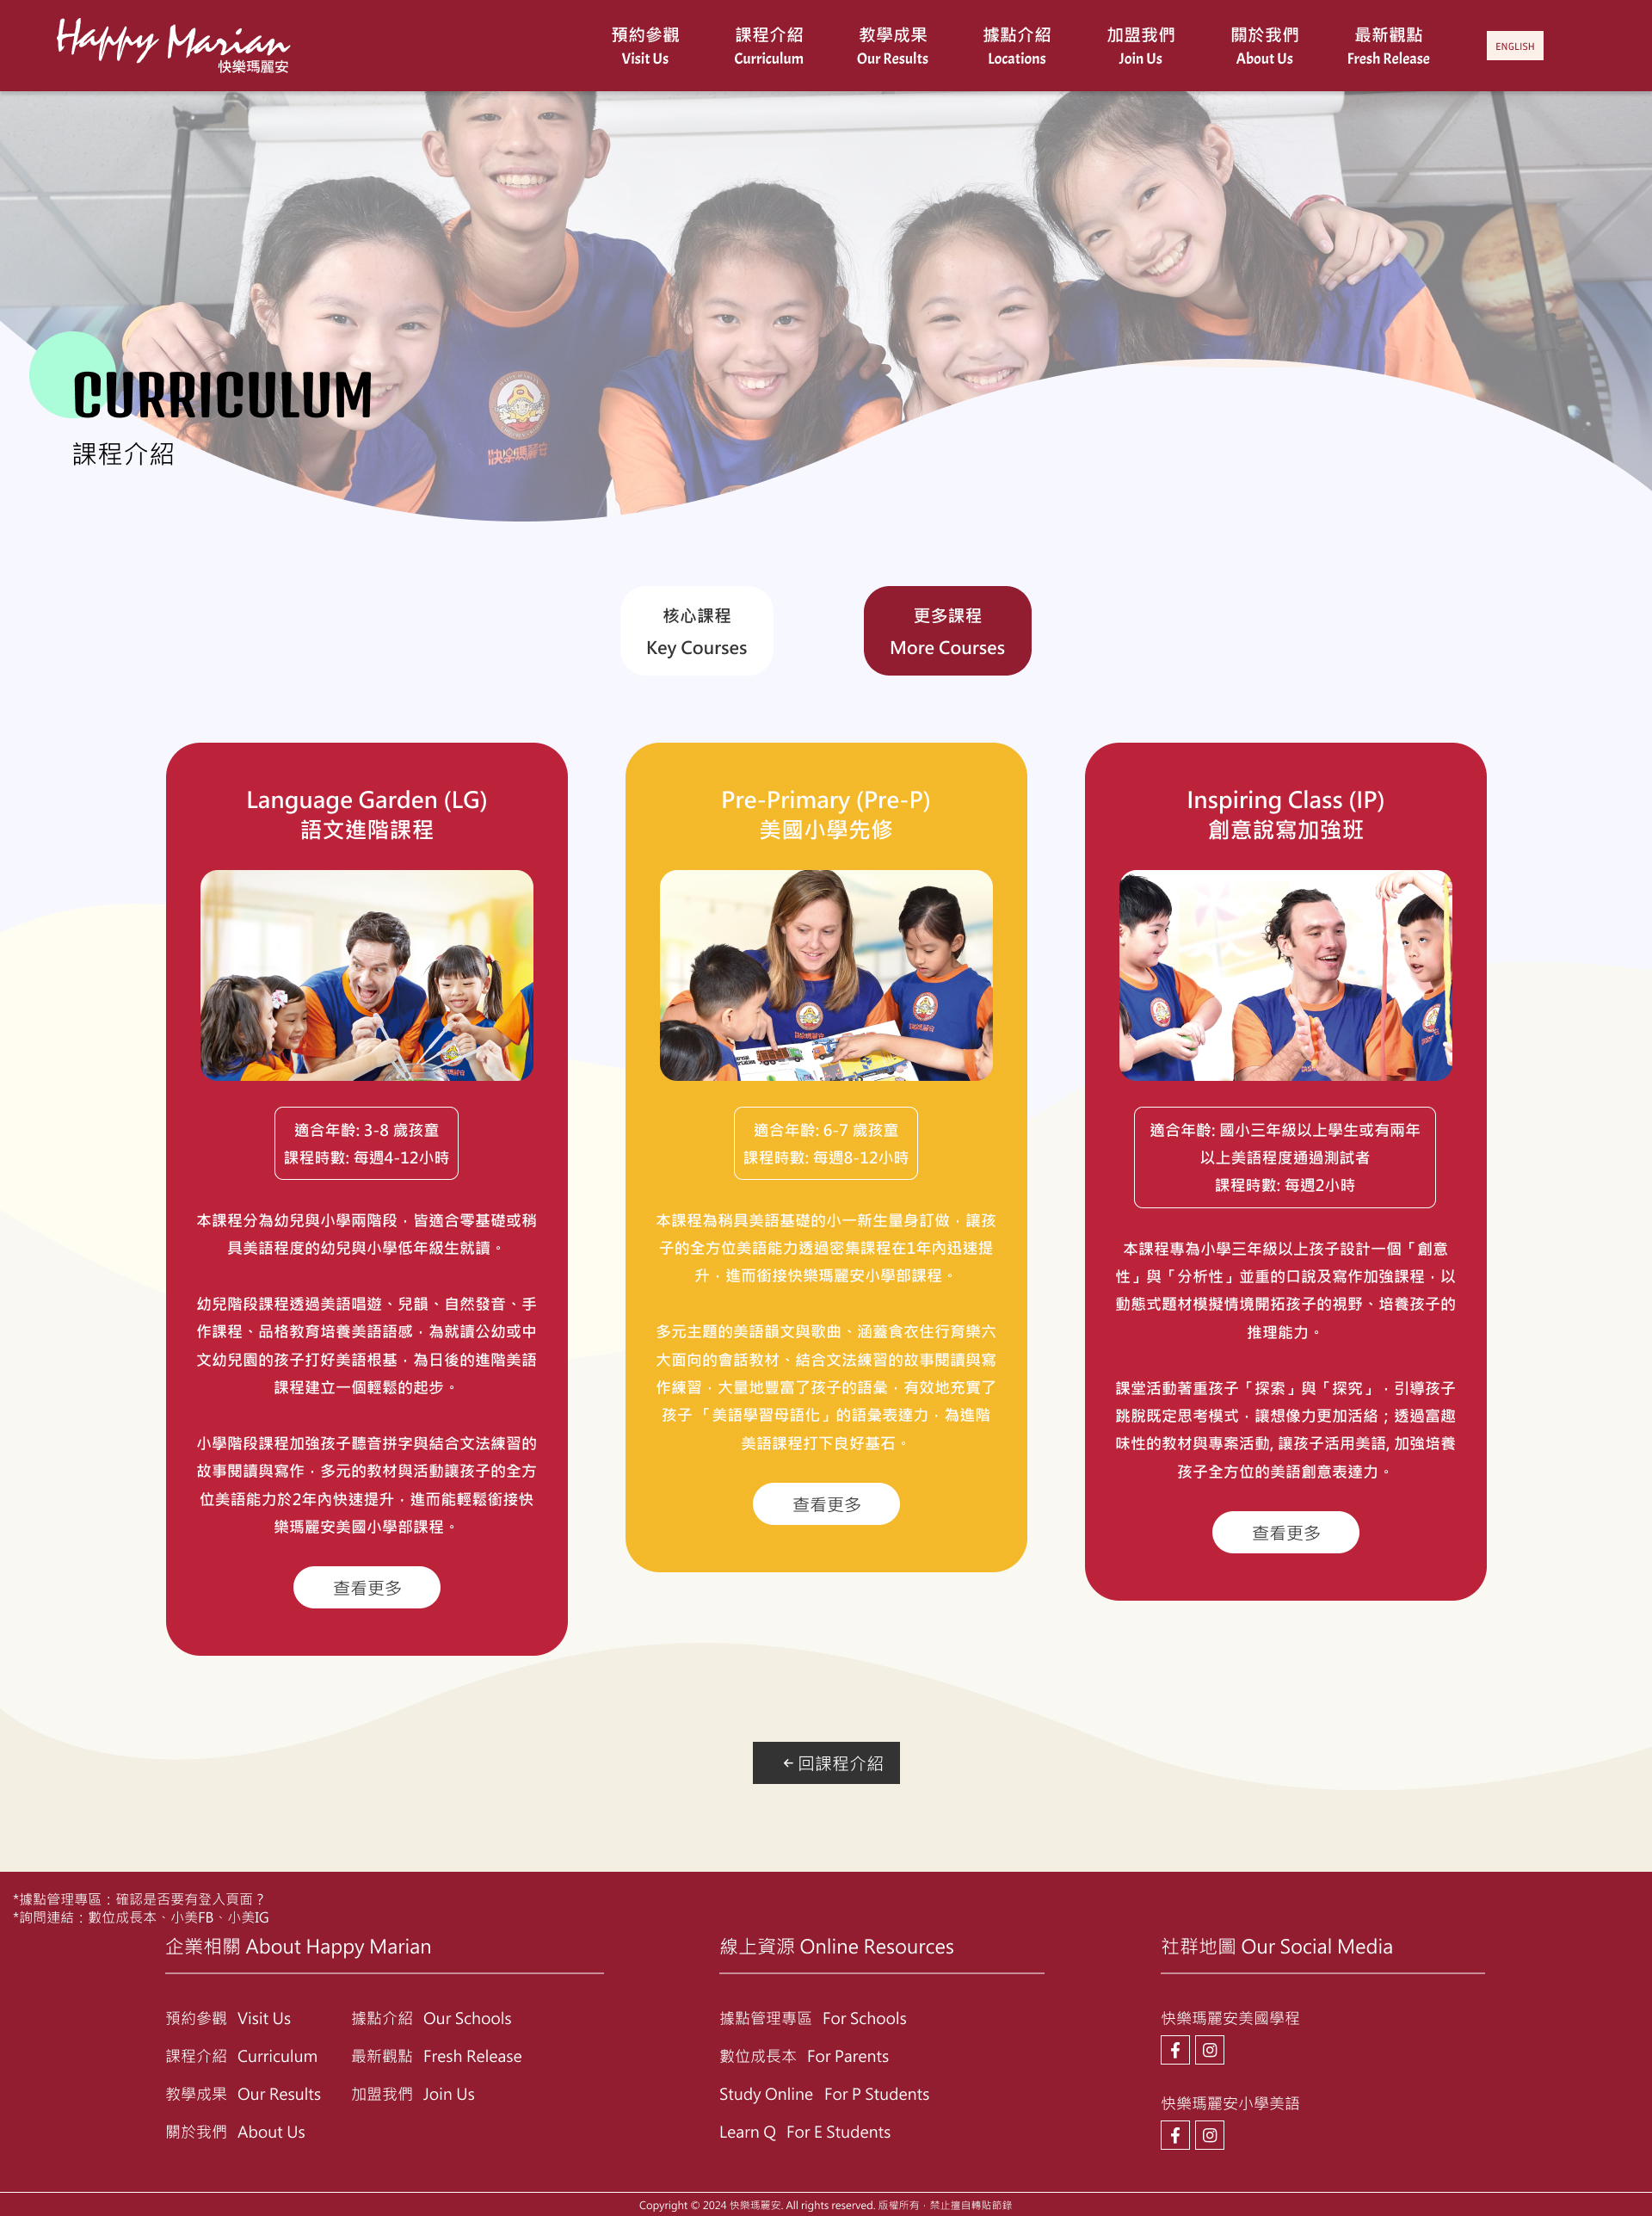 Happy Marian
快樂瑪麗安
預約參觀
Visit Us
課程介紹
Curriculum
教學成果
Our Results
據點介紹
Locations
加盟我們
Join Us
關於我們
About Us
最新觀點
Fresh Release
ENGLISH
快樂瑪麗安
CURRICULUM
課程介紹
核心課程
Key Courses
更多課程
More Courses
Language Garden (LG)
語文進階課程
適合年齡: 3-8 歲孩童
課程時數: 每週4-12小時
本課程分為幼兒與小學兩階段，皆適合零基礎或稍
具美語程度的幼兒與小學低年級生就讀。
幼兒階段課程透過美語唱遊、兒韻、自然發音、手
作課程、品格教育培養美語語感，為就讀公幼或中
文幼兒園的孩子打好美語根基，為日後的進階美語
課程建立一個輕鬆的起步。
小學階段課程加強孩子聽音拼字與結合文法練習的
故事閱讀與寫作，多元的教材與活動讓孩子的全方
位美語能力於2年內快速提升，進而能輕鬆銜接快
樂瑪麗安美國小學部課程。
查看更多
Pre-Primary (Pre-P)
美國小學先修
適合年齡: 6-7 歲孩童
課程時數: 每週8-12小時
本課程為稍具美語基礎的小一新生量身訂做，讓孩
子的全方位美語能力透過密集課程在1年內迅速提
升，進而銜接快樂瑪麗安小學部課程。
多元主題的美語韻文與歌曲、涵蓋食衣住行育樂六
大面向的會話教材、結合文法練習的故事閱讀與寫
作練習，大量地豐富了孩子的語彙，有效地充實了
孩子 「美語學習母語化」的語彙表達力，為進階
美語課程打下良好基石。
查看更多
Inspiring Class (IP)
創意說寫加強班
適合年齡: 國小三年級以上學生或有兩年
以上美語程度通過測試者
課程時數: 每週2小時
本課程專為小學三年級以上孩子設計一個「創意
性」與「分析性」並重的口說及寫作加強課程，以
動態式題材模擬情境開拓孩子的視野、培養孩子的
推理能力。
課堂活動著重孩子「探索」與「探究」，引導孩子
跳脫既定思考模式，讓想像力更加活絡；透過富趣
味性的教材與專案活動, 讓孩子活用美語, 加強培養
孩子全方位的美語創意表達力。
查看更多
←回課程介紹
*據點管理專區：確認是否要有登入頁面？
*詢問連結：數位成長本、小美FB、小美IG
企業相關 About Happy Marian
預約參觀 Visit Us
課程介紹 Curriculum
教學成果 Our Results
關於我們 About Us
據點介紹 Our Schools
最新觀點 Fresh Release
加盟我們 Join Us
線上資源 Online Resources
據點管理專區 For Schools
數位成長本 For Parents
Study Online For P Students
Learn Q For E Students
社群地圖 Our Social Media
快樂瑪麗安美國學程
快樂瑪麗安小學美語
Copyright © 2024 快樂瑪麗安. All rights reserved. 版權所有，禁止擅自轉貼節錄